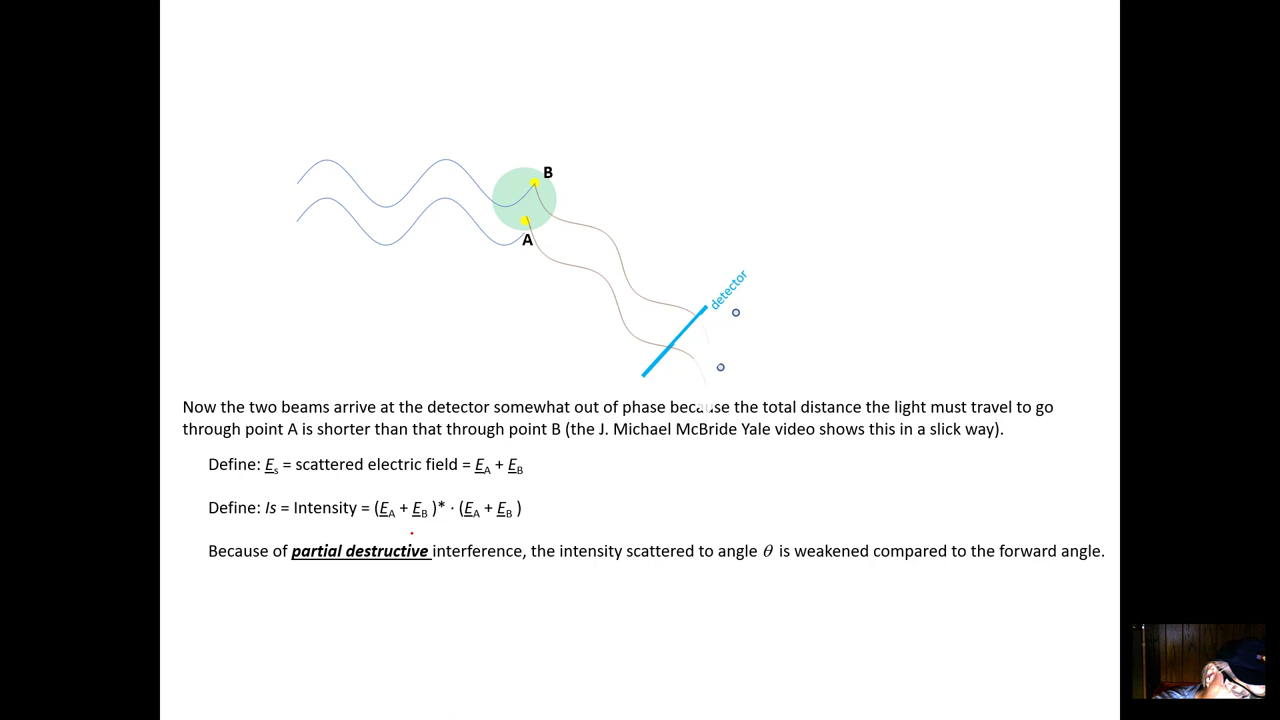 B
A
detector
Now the two beams arrive at the detector somewhat out of phase because the total distance the light must travel to go
through point A is shorter than that through point B (the J. Michael McBride Yale video shows this in a slick way).
Define: Es = scattered electric field = EA + EB
Define: Is = Intensity = (EA + EB )* · (EA + EB )
Because of partial destructive interference, the intensity scattered to angle θ is weakened compared to the forward angle.